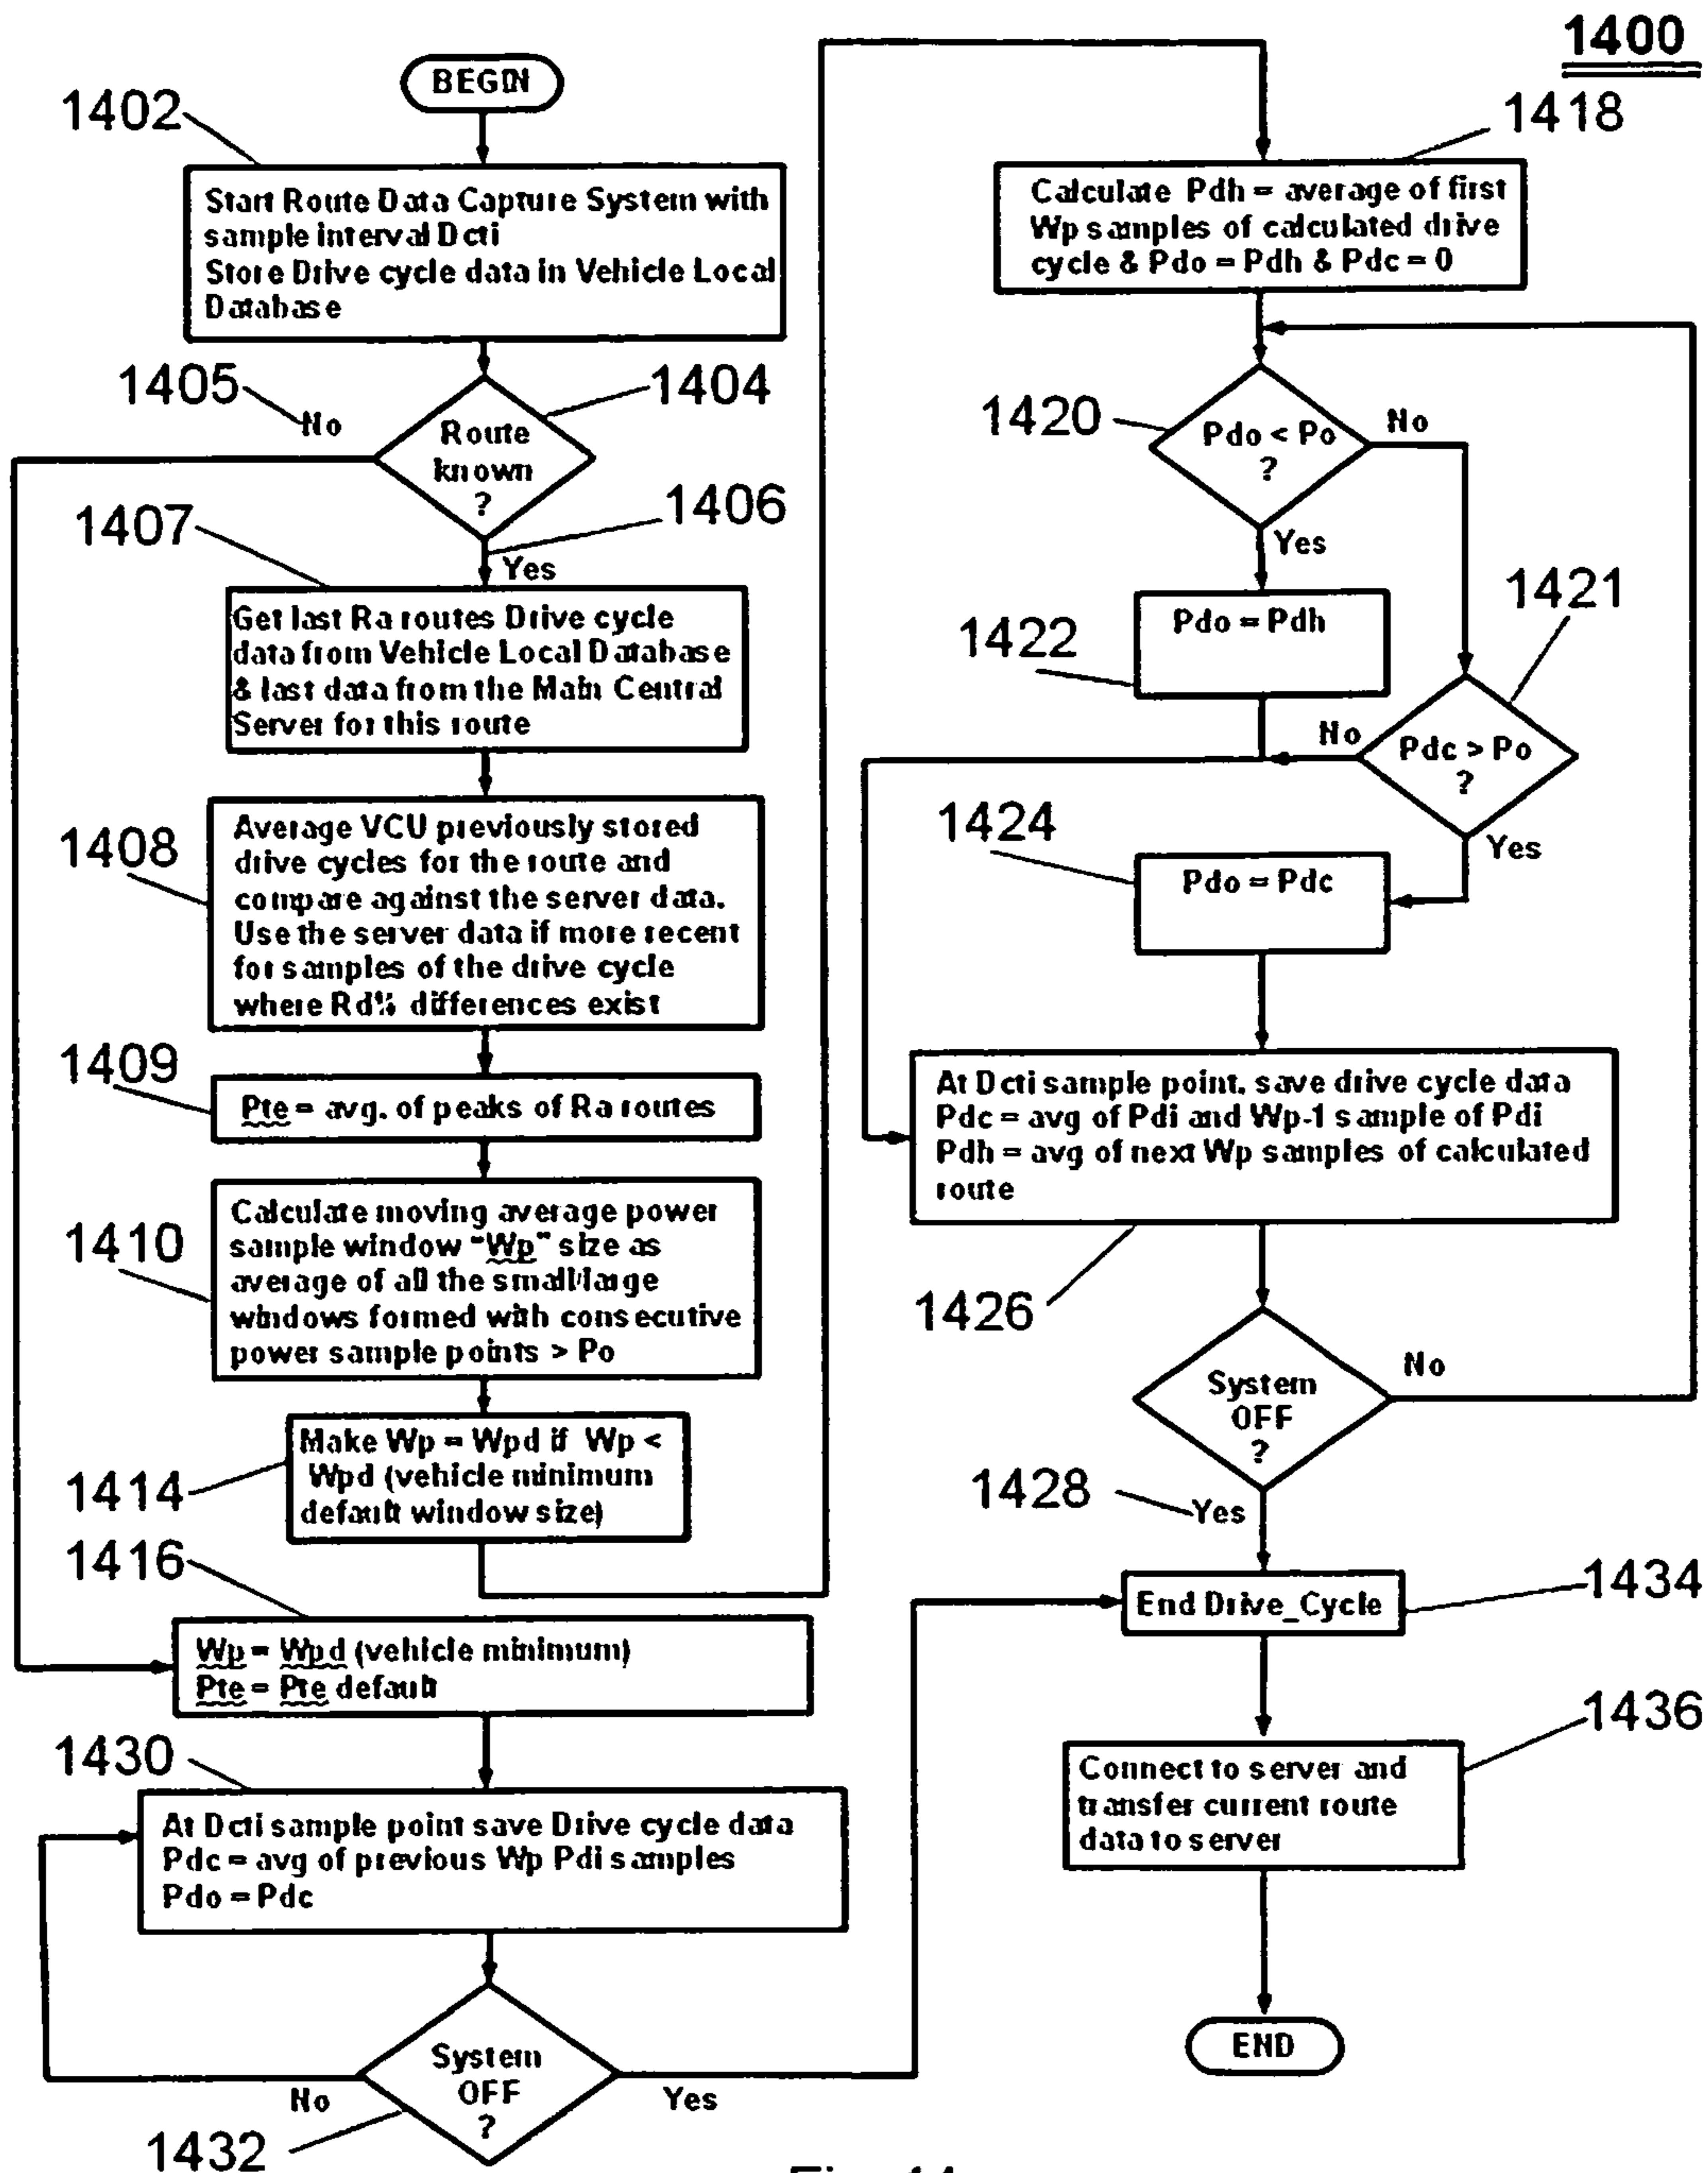 1400
BEGIN
1402
Start Route Data Capture System with
sample interval Dcti
Store Drive cycle data in Vehicle Local
Database
1405
No
1404
Route
known
?
1406
Yes
1407
Get last Ra routes Drive cycle
data from Vehicle Local Database
& last data from the Main Central
Server for this route
1408
Average VCU previously stored
drive cycles for the route and
compare against the server data.
Use the server data if more recent
for samples of the drive cycle
where Rd% differences exist
1409
Pte = avg. of peaks of Ra routes
1410
Calculate moving average power
sample window "Wp" size as
average of all the small/large
windows formed with consecutive
power sample points > Po
1414
Make Wp = Wpd if Wp <
Wpd (vehicle minimum
default window size)
1416
Wp = Wpd (vehicle minimum)
Pte = Pte default
1430
At Dcti sample point save Drive cycle data
Pdc = avg of previous Wp Pdi samples
Pdo = Pdc
System
OFF
?
No
Yes
1432
1418
Calculate Pdh = average of first
Wp samples of calculated drive
cycle & Pdo = Pdh & Pdc = 0
1420
Pdo < Po
?
No
Yes
1422
Pdo = Pdh
1421
Pdc > Po
?
No
Yes
1424
Pdo = Pdc
At Dcti sample point, save drive cycle data
Pdc = avg of Pdi and Wp-1 sample of Pdi
Pdh = avg of next Wp samples of calculated
route
1426
System
OFF
?
No
1428
Yes
End Drive_Cycle
1434
1436
Connect to server and
transfer current route
data to server
END